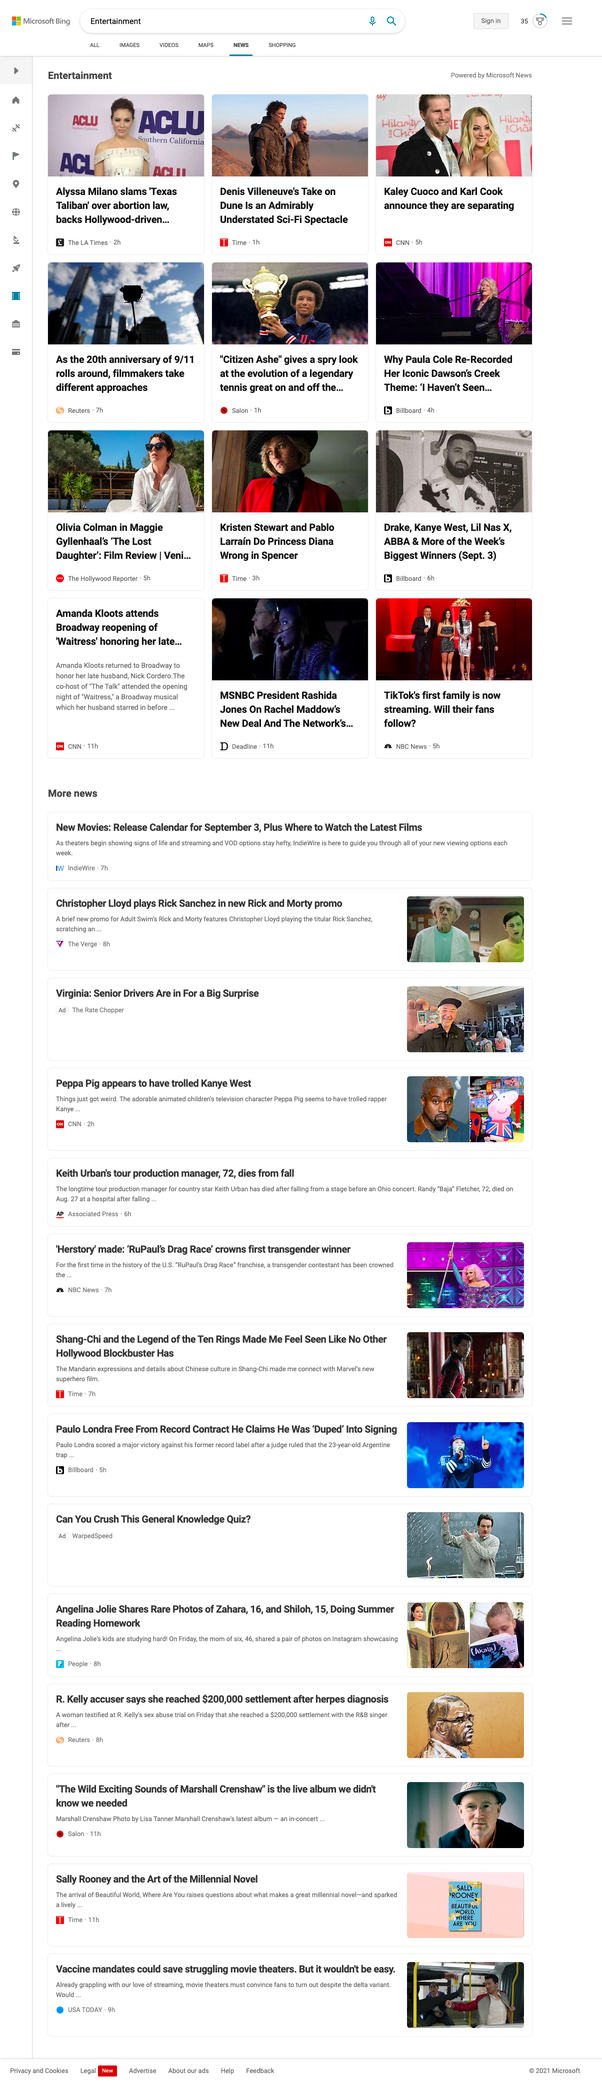 Microsoft Bing
Entertainment
Sign in
35
ALL IMAGES VIDEOS MAPS NEWS SHOPPING
Entertainment
Powered by Microsoft News
ACLU
Southern California
Alyssa Milano slams 'Texas
Taliban' over abortion law,
backs Hollywood-driven...
The LA Times · 2h
Denis Villeneuve's Take on
Dune Is an Admirably
Understated Sci-Fi Spectacle
Time · 1h
Kaley Cuoco and Karl Cook
announce they are separating
CNN · 5h
As the 20th anniversary of 9/11
rolls around, filmmakers take
different approaches
Reuters · 7h
"Citizen Ashe" gives a spry look
at the evolution of a legendary
tennis great on and off the...
Salon · 1h
Why Paula Cole Re-Recorded
Her Iconic Dawson's Creek
Theme: 'I Haven't Seen...
Billboard · 4h
Olivia Colman in Maggie
Gyllenhaal's 'The Lost
Daughter': Film Review | Veni...
The Hollywood Reporter · 5h
Kristen Stewart and Pablo
Larraín Do Princess Diana
Wrong in Spencer
Time · 3h
Drake, Kanye West, Lil Nas X,
ABBA & More of the Week's
Biggest Winners (Sept. 3)
Billboard · 6h
Amanda Kloots attends
Broadway reopening of
'Waitress' honoring her late...
Amanda Kloots returned to Broadway to
honor her late husband, Nick Cordero.The
co-host of "The Talk" attended the opening
night of "Waitress," a Broadway musical
which her husband starred in before ...
CNN · 11h
MSNBC President Rashida
Jones On Rachel Maddow's
New Deal And The Network's...
Deadline · 11h
TikTok's first family is now
streaming. Will their fans
follow?
NBC News · 5h
More news
New Movies: Release Calendar for September 3, Plus Where to Watch the Latest Films
As theaters begin showing signs of life and streaming and VOD options stay hefty, IndieWire is here to guide you through all of your new viewing options each
week.
IndieWire · 7h
Christopher Lloyd plays Rick Sanchez in new Rick and Morty promo
A brief new promo for Adult Swim's Rick and Morty features Christopher Lloyd playing the titular Rick Sanchez,
scratching an ...
The Verge · 8h
Virginia: Senior Drivers Are in For a Big Surprise
Ad The Rate Chopper
Peppa Pig appears to have trolled Kanye West
Things just got weird. The adorable animated children's television character Peppa Pig seems to have trolled rapper
Kanye ...
CNN · 2h
Keith Urban's tour production manager, 72, dies from fall
The longtime tour production manager for country star Keith Urban has died after falling from a stage before an Ohio concert. Randy "Baja" Fletcher, 72, died on
Aug. 27 at a hospital after falling ...
Associated Press · 6h
'Herstory' made: 'RuPaul's Drag Race' crowns first transgender winner
For the first time in the history of the U.S. "RuPaul's Drag Race" franchise, a transgender contestant has been crowned
the ...
NBC News · 7h
Shang-Chi and the Legend of the Ten Rings Made Me Feel Seen Like No Other
Hollywood Blockbuster Has
The Mandarin expressions and details about Chinese culture in Shang-Chi made me connect with Marvel's new
superhero film.
Time · 7h
Paulo Londra Free From Record Contract He Claims He Was 'Duped' Into Signing
Paulo Londra scored a major victory against his former record label after a judge ruled that the 23-year-old Argentine
trap ...
Billboard · 5h
Can You Crush This General Knowledge Quiz?
Ad WarpedSpeed
Angelina Jolie Shares Rare Photos of Zahara, 16, and Shiloh, 15, Doing Summer
Reading Homework
Angelina Jolie's kids are studying hard! On Friday, the mom of six, 46, shared a pair of photos on Instagram showcasing
...
People · 8h
R. Kelly accuser says she reached $200,000 settlement after herpes diagnosis
A woman testified at R. Kelly's sex abuse trial on Friday that she reached a $200,000 settlement with the R&B singer
after ...
Reuters · 8h
"The Wild Exciting Sounds of Marshall Crenshaw" is the live album we didn't
know we needed
Marshall Crenshaw Photo by Lisa Tanner Marshall Crenshaw's latest album — an in-concert ...
Salon · 11h
Sally Rooney and the Art of the Millennial Novel
The arrival of Beautiful World, Where Are You raises questions about what makes a great millennial novel—and sparked
a lively ...
Time · 11h
SALLY
ROONEY
BEAUTIFUL
WORLD,
WHERE
ARE YOU
Vaccine mandates could save struggling movie theaters. But it wouldn't be easy.
Already grappling with our love of streaming, movie theaters must convince fans to turn out despite the delta variant.
Would ...
USA TODAY · 9h
Privacy and Cookies Legal New Advertise About our ads Help Feedback © 2021 Microsoft